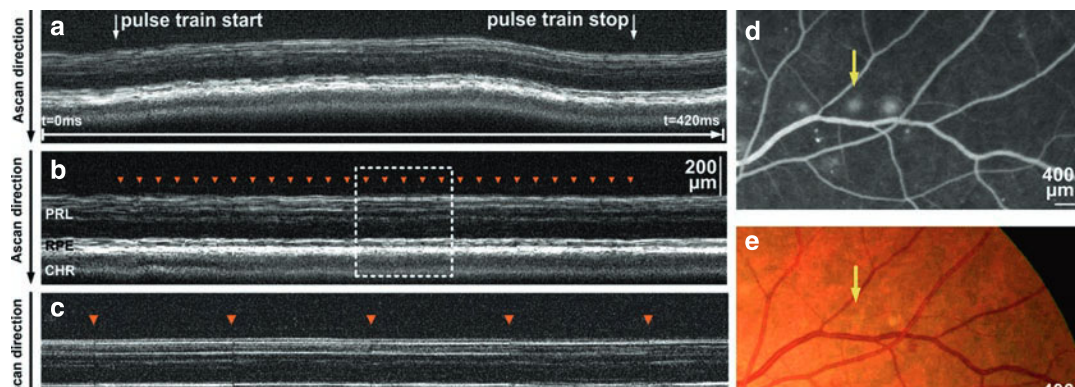 Ascan direction
a
pulse train start
pulse train stop
t=0ms
t=420ms
Ascan direction
b
200
µm
PRL
RPE
CHR
can direction
c
d
400
µm
e